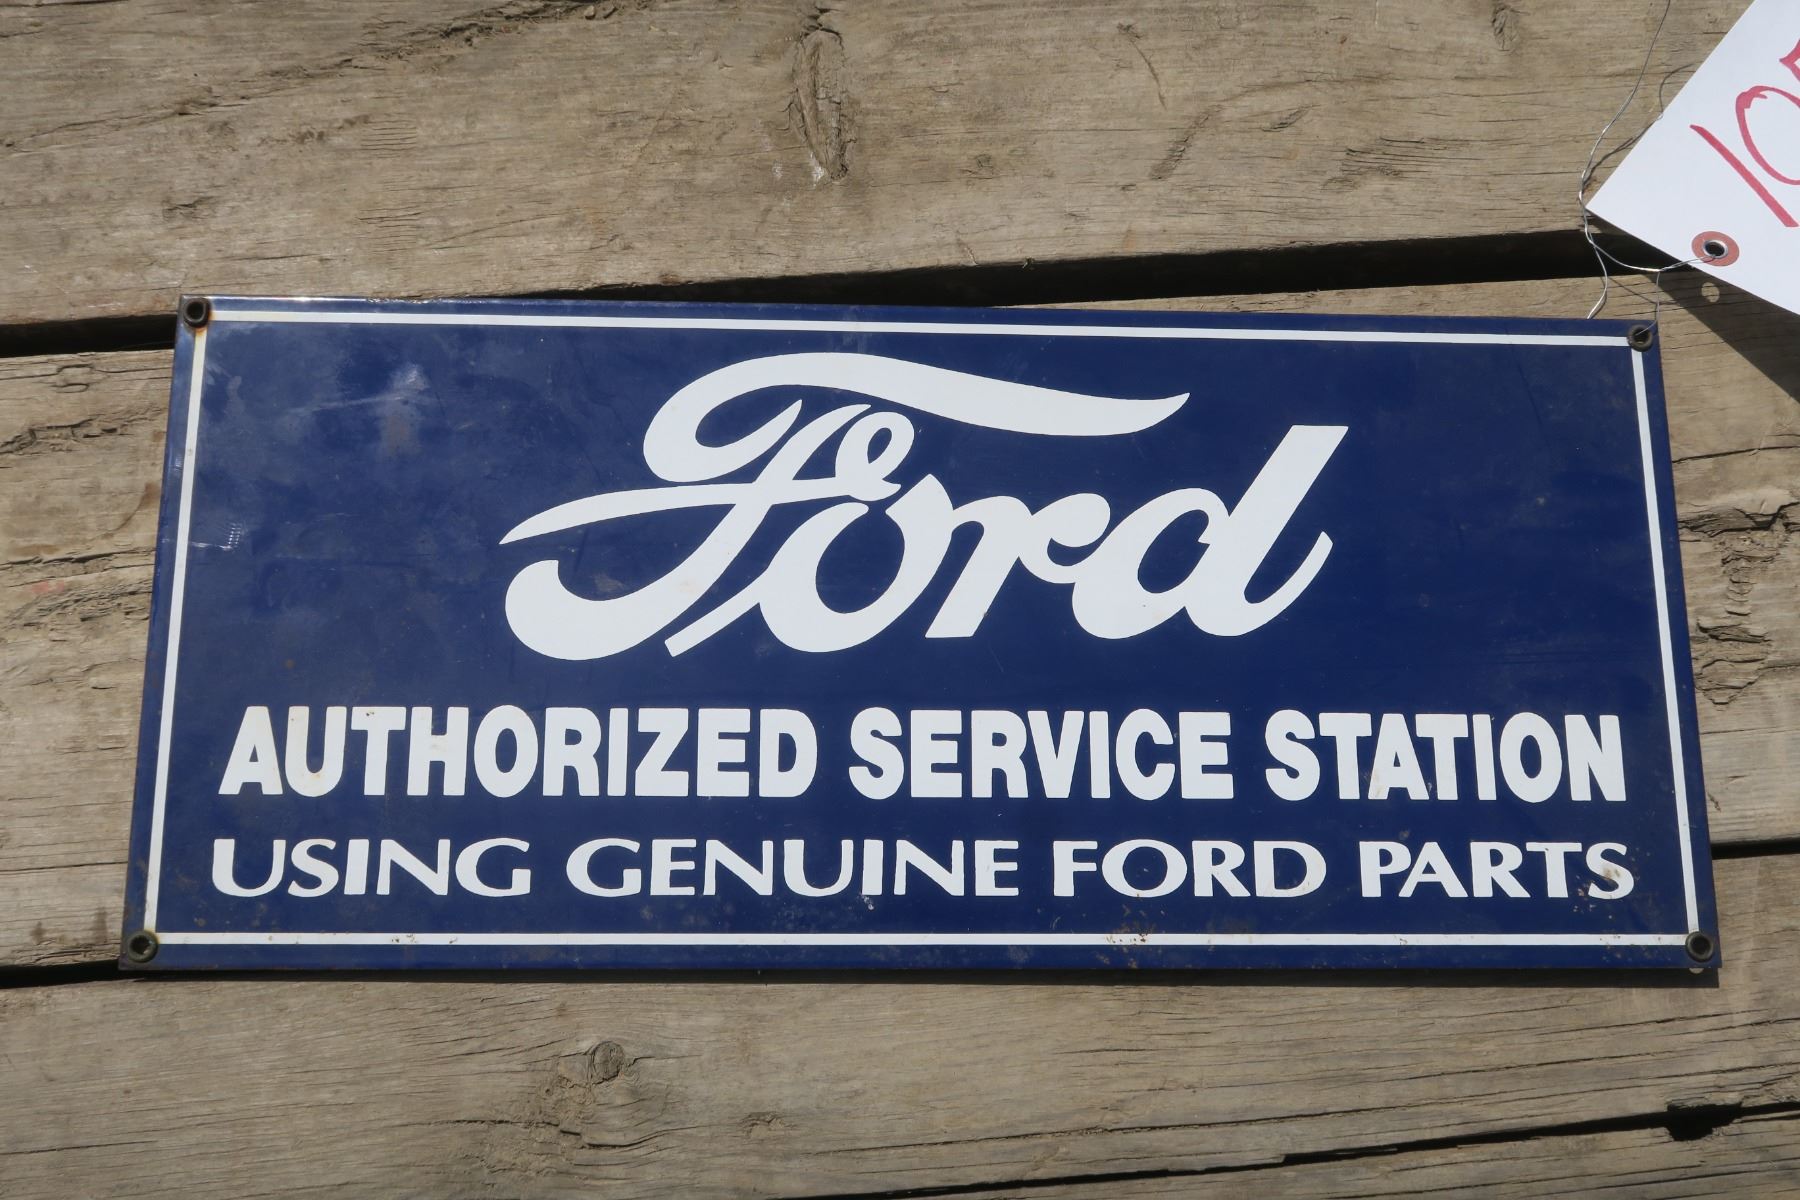 Ford
AUTHORIZED SERVICE STATION
USING GENUINE FORD PARTS